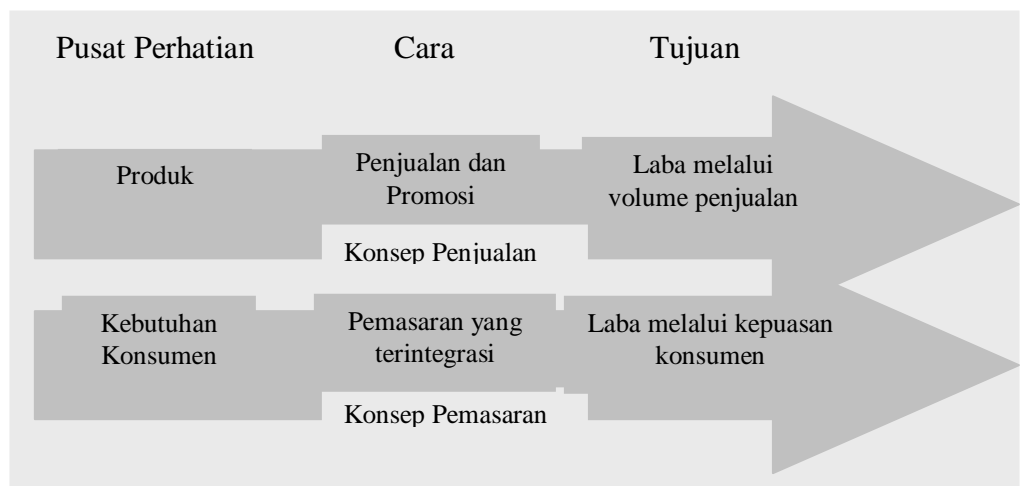 Pusat Perhatian
Cara
Tujuan
Produk
Penjualan dan
Promosi
Laba melalui
volume penjualan
Konsep Penjualan
Kebutuhan
Konsumen
Pemasaran yang
terintegrasi
Laba melalui kepuasan
konsumen
Konsep Pemasaran